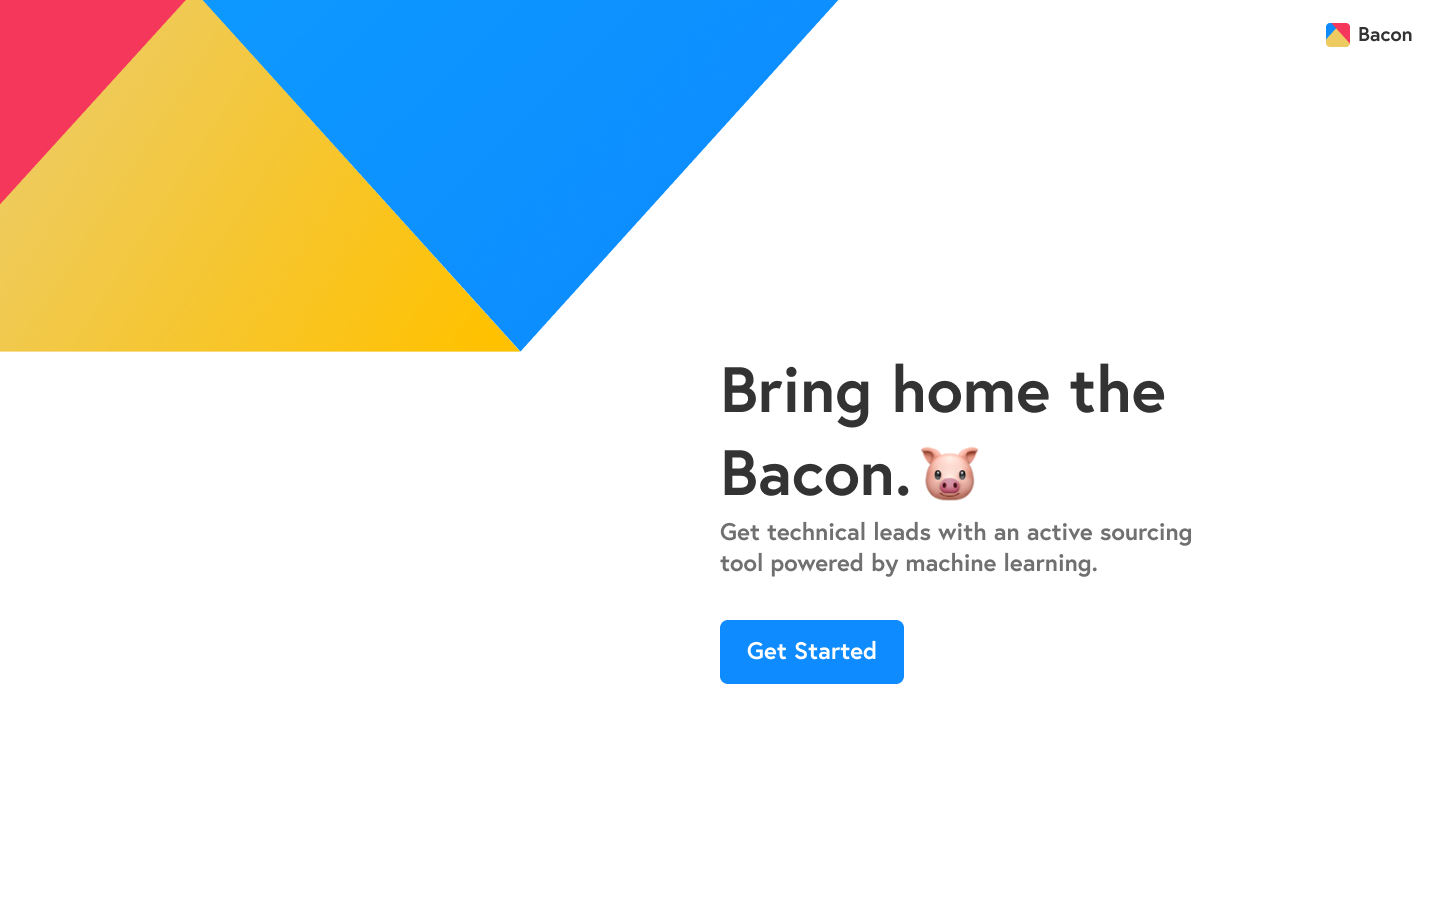 Bacon
Bring home the
Bacon.🐷
Get technical leads with an active sourcing
tool powered by machine learning.
Get Started